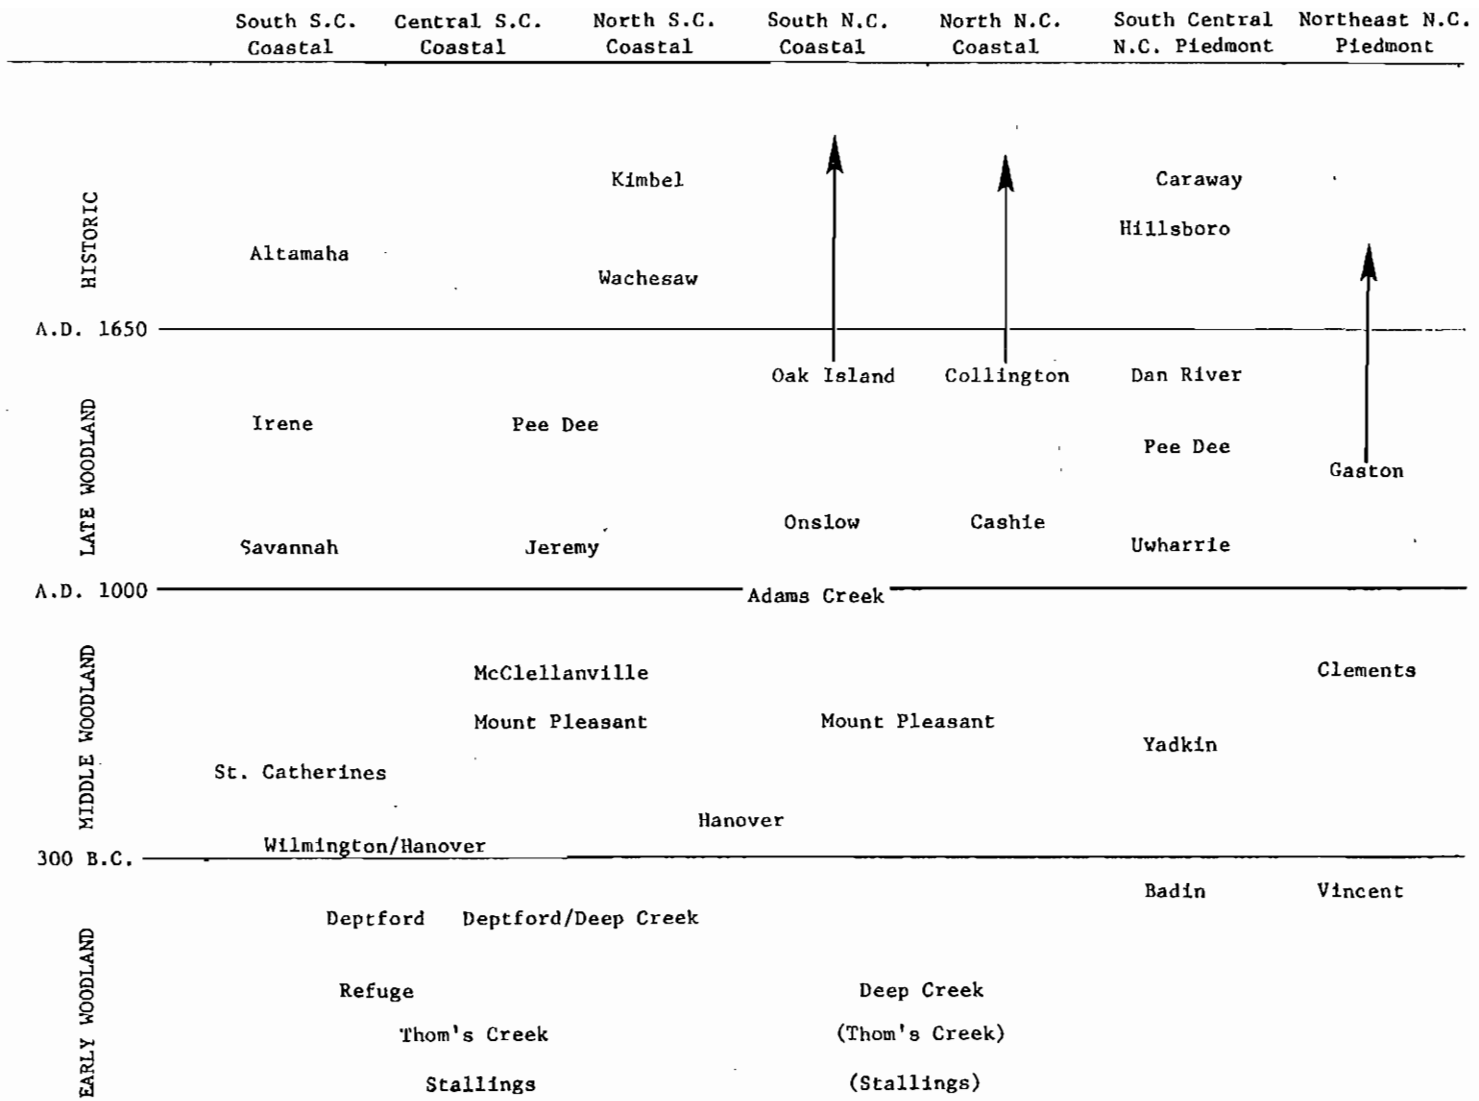 South S.C. Central S.C. North S.C. South N.C. North N.C. South Central Northeast N.C.
Coastal Coastal Coastal Coastal Coastal N.C. Piedmont Piedmont
HISTORIC
Kimbel Caraway
Hillsboro
Altamaha
Wachesaw
A.D. 1650
LATE WOODLAND
Oak Island Collington Dan River
Irene Pee Dee
Pee Dee
Gaston
Onslow Cashie
Savannah Jeremy Uwharrie
A.D. 1000
Adams Creek
MIDDLE WOODLAND
McClellanville Clements
Mount Pleasant Mount Pleasant
Yadkin
St. Catherines
Hanover
Wilmington/Hanover
300 B.C.
EARLY WOODLAND
Badin Vincent
Deptford Deptford/Deep Creek
Refuge Deep Creek
Thom's Creek (Thom's Creek)
Stallings (Stallings)